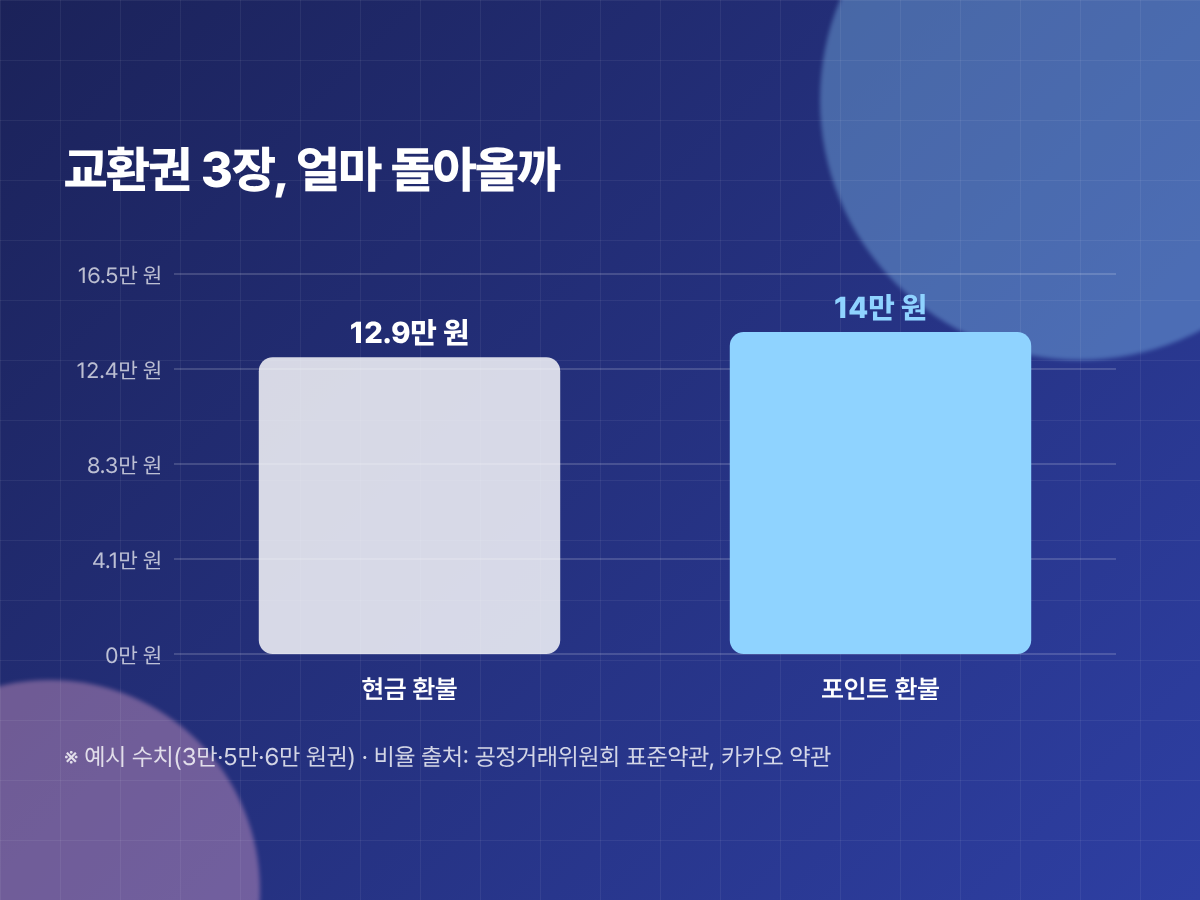 교환권 3장, 얼마 돌아올까
16.5만 원
12.4만 원
8.3만 원
4.1만 원
0만 원
12.9만 원
14만 원
현금 환불
포인트 환불
※ 예시 수치(3만·5만·6만 원권) · 비율 출처: 공정거래위원회 표준약관, 카카오 약관